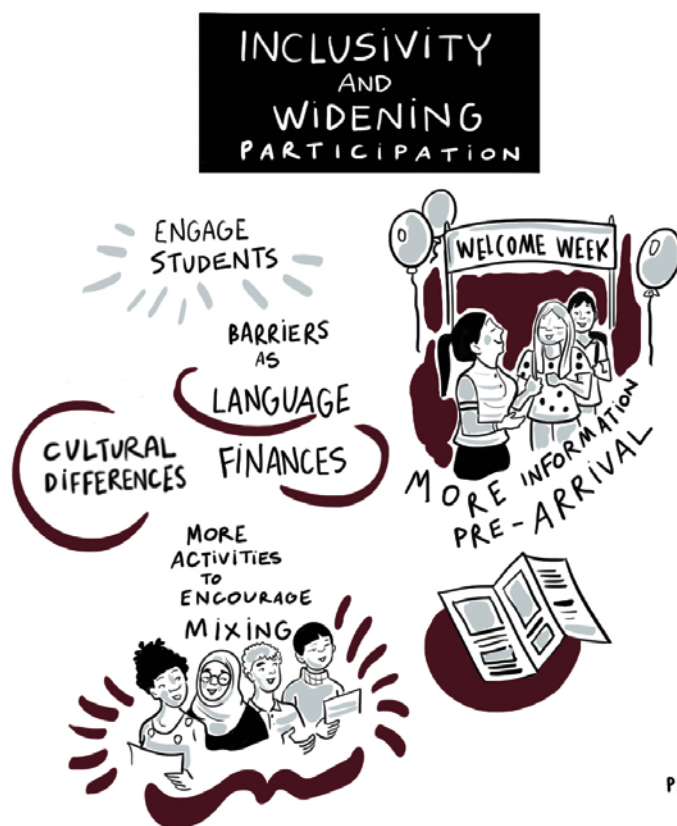 INCLUSIVITY
AND
WIDENING
PARTICIPATION
ENGAGE
STUDENTS
WELCOME WEEK
BARRIERS
AS
LANGUAGE
CULTURAL
DIFFERENCES
FINANCES
MORE INFORMATION
PRE-ARRIVAL
MORE
ACTIVITIES
TO
ENCOURAGE
MIXING
P